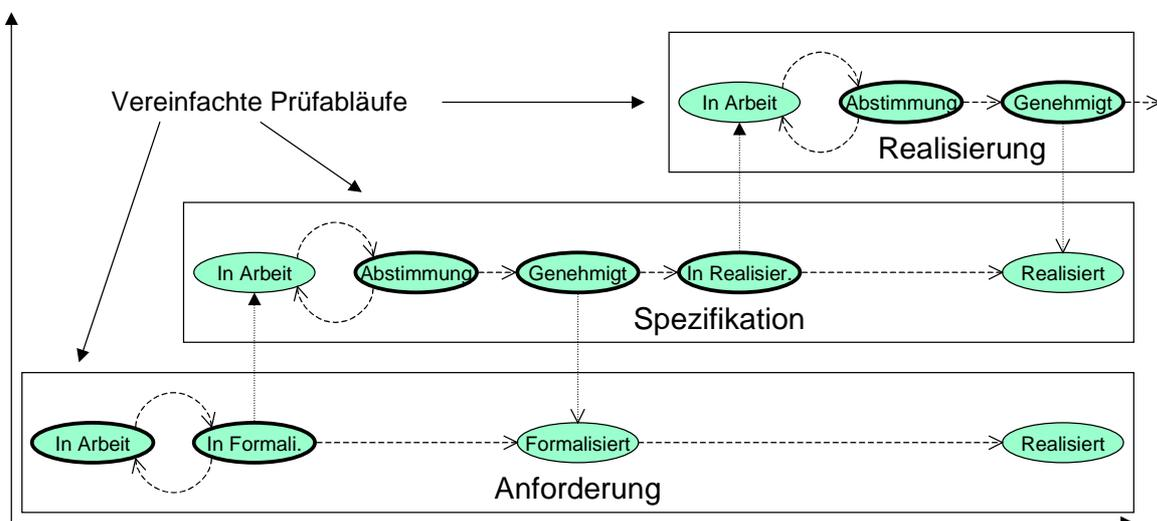 In Arbeit
Abstimmung
Genehmigt
Realisierung
Vereinfachte Prüfabläufe
In Arbeit
Abstimmung
Genehmigt
In Realisier.
Realisiert
Spezifikation
In Arbeit
In Formali.
Formalisiert
Realisiert
Anforderung